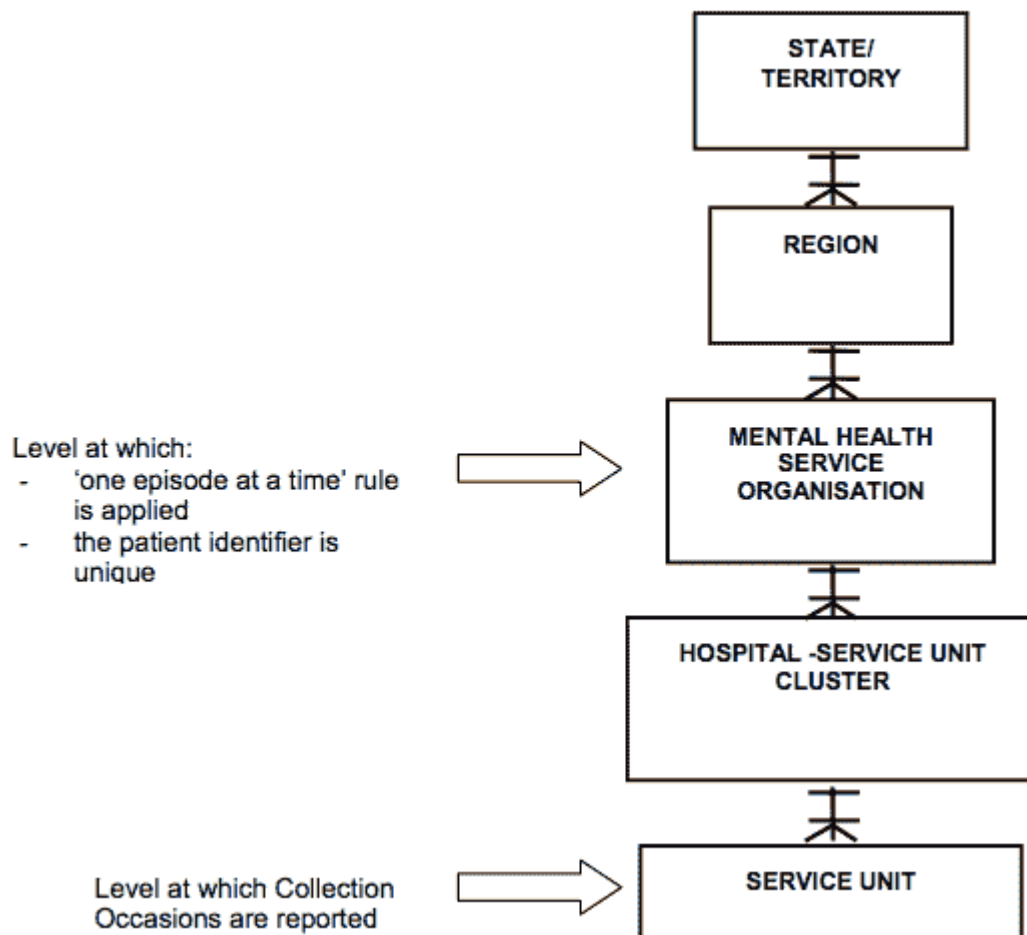 STATE/
TERRITORY
REGION
Level at which:
- ‘one episode at a time' rule
is applied
- the patient identifier is
unique
MENTAL HEALTH
SERVICE
ORGANISATION
HOSPITAL -SERVICE UNIT
CLUSTER
Level at which Collection
Occasions are reported
SERVICE UNIT